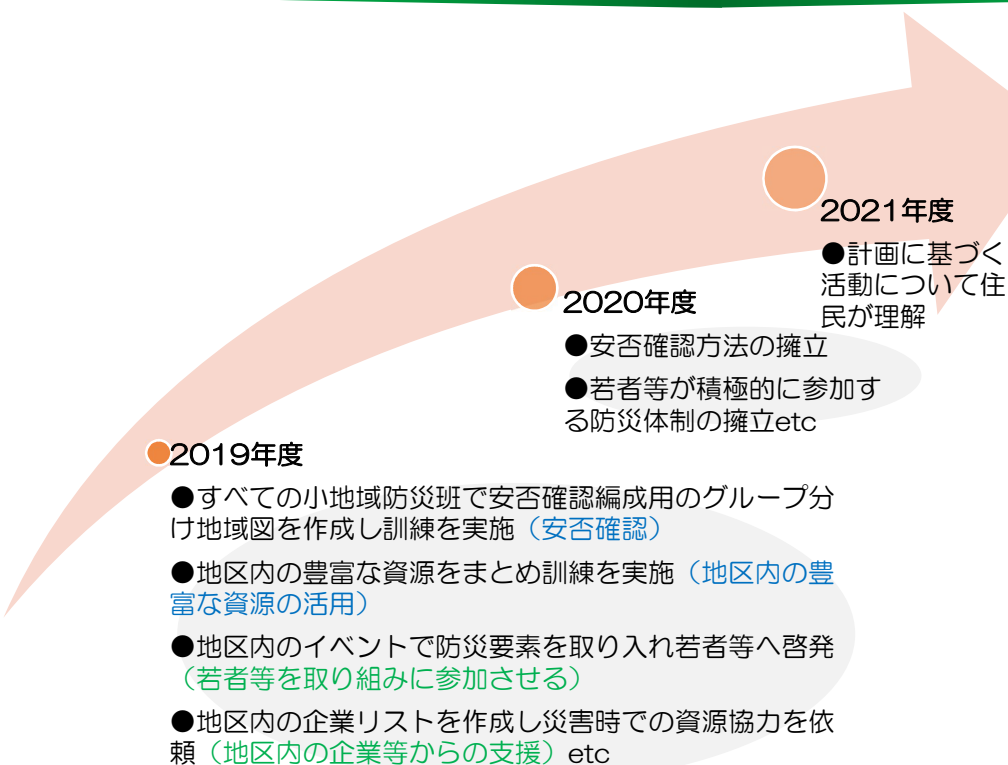 2021年度
●計画に基づく
活動について住
民が理解
2020年度
●安否確認方法の擁立
●若者等が積極的に参加す
る防災体制の擁立etc
2019年度
●すべての小地域防災班で安否確認編成用のグループ分
け地域図を作成し訓練を実施（安否確認）
●地区内の豊富な資源をまとめ訓練を実施（地区内の豊
富な資源の活用）
●地区内のイベントで防災要素を取り入れ若者等へ啓発
（若者等を取り組みに参加させる）
●地区内の企業リストを作成し災害時での資源協力を依
頼（地区内の企業等からの支援）etc